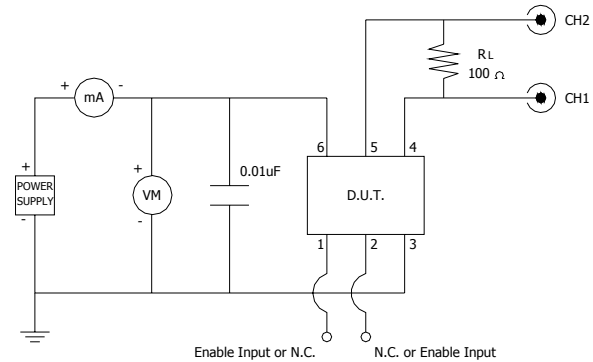 CH2
RL
100 Ω
CH1
+ mA -
6 5 4
+
POWER
SUPPLY
-
+
VM
-
0.01uF
D.U.T.
1 2 3
Enable Input or N.C. N.C. or Enable Input